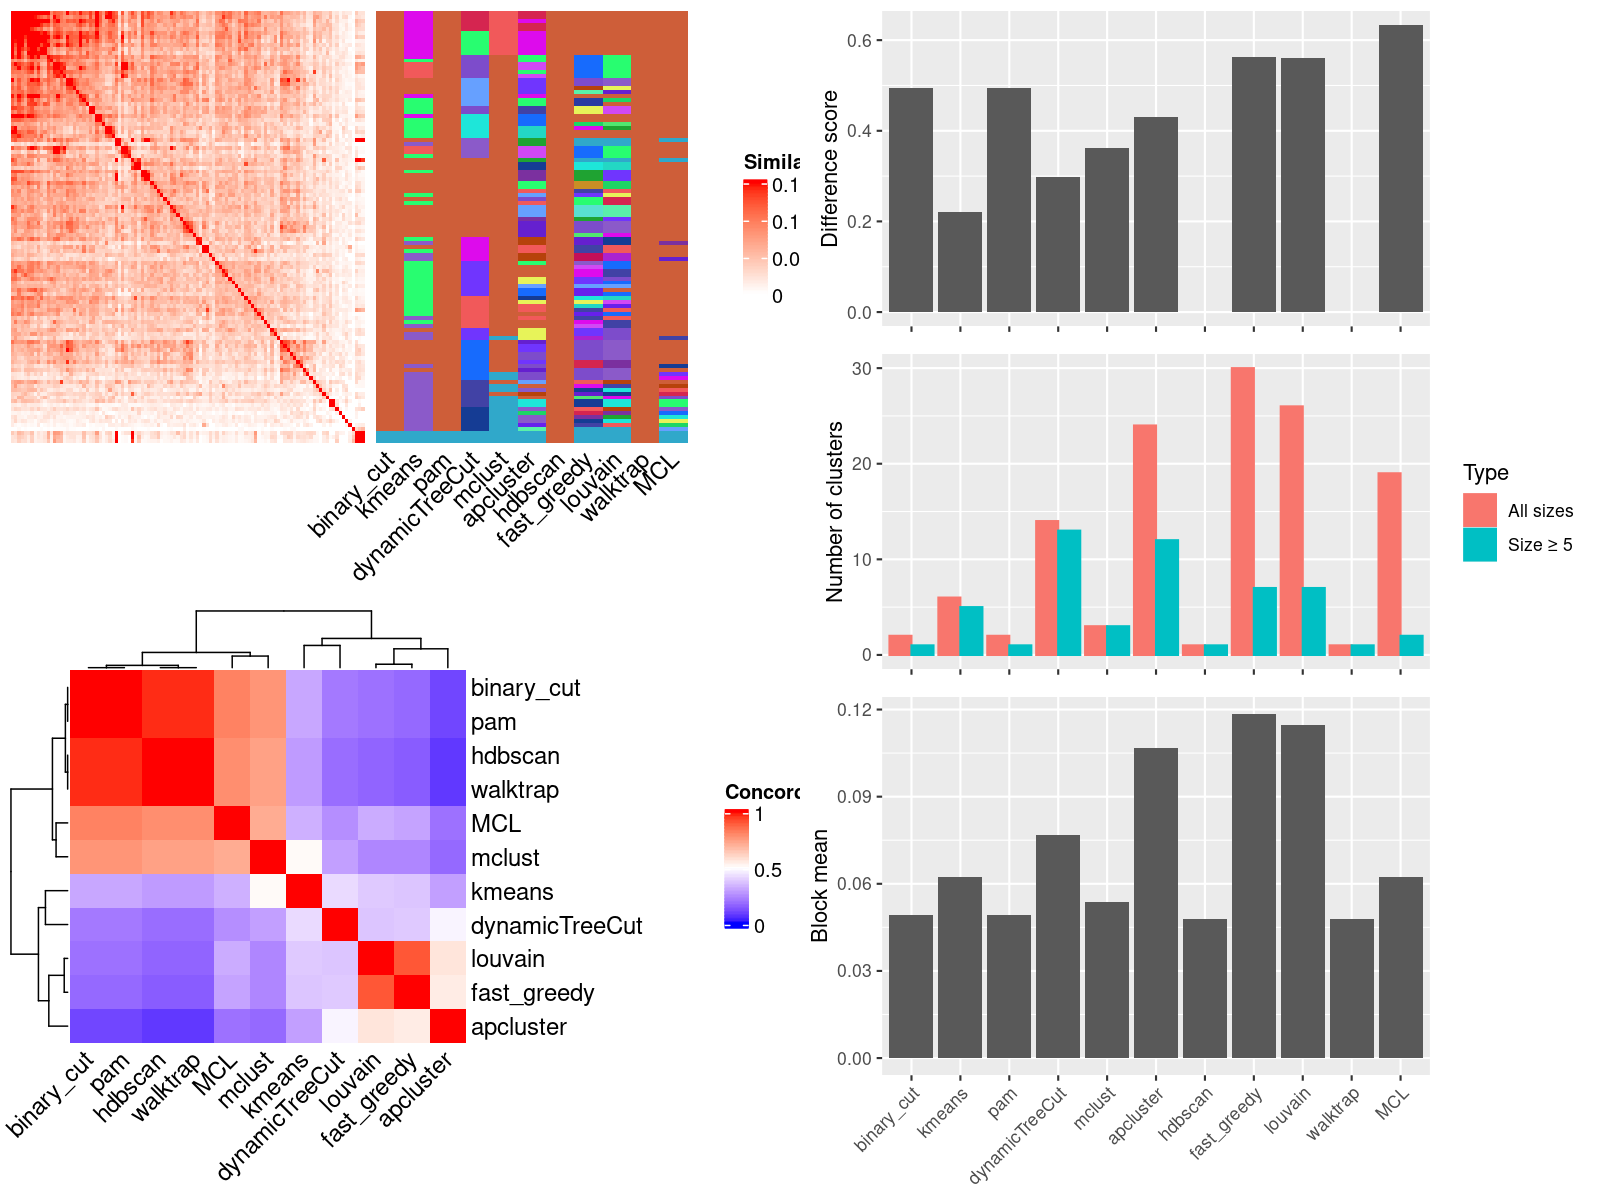 Simila
0.1
0.1
0.0
0
binary_cut
kmeans
pam
dynamicTreeCut
mclust
apcluster
hdbscan
fast_greedy
louvain
walktrap
MCL
binary_cut
pam
hdbscan
walktrap
MCL
mclust
kmeans
dynamicTreeCut
louvain
fast_greedy
apcluster
binary_cut
pam
hdbscan
walktrap
MCL
mclust
kmeans
dynamicTreeCut
louvain
fast_greedy
apcluster
Concord
1
0.5
0
Difference score
0.6
0.4
0.2
0.0
Number of clusters
30
20
10
0
Type
All sizes
Size ≥ 5
Block mean
0.12
0.09
0.06
0.03
0.00
binary_cut
kmeans
pam
dynamicTreeCut
mclust
apcluster
hdbscan
fast_greedy
louvain
walktrap
MCL